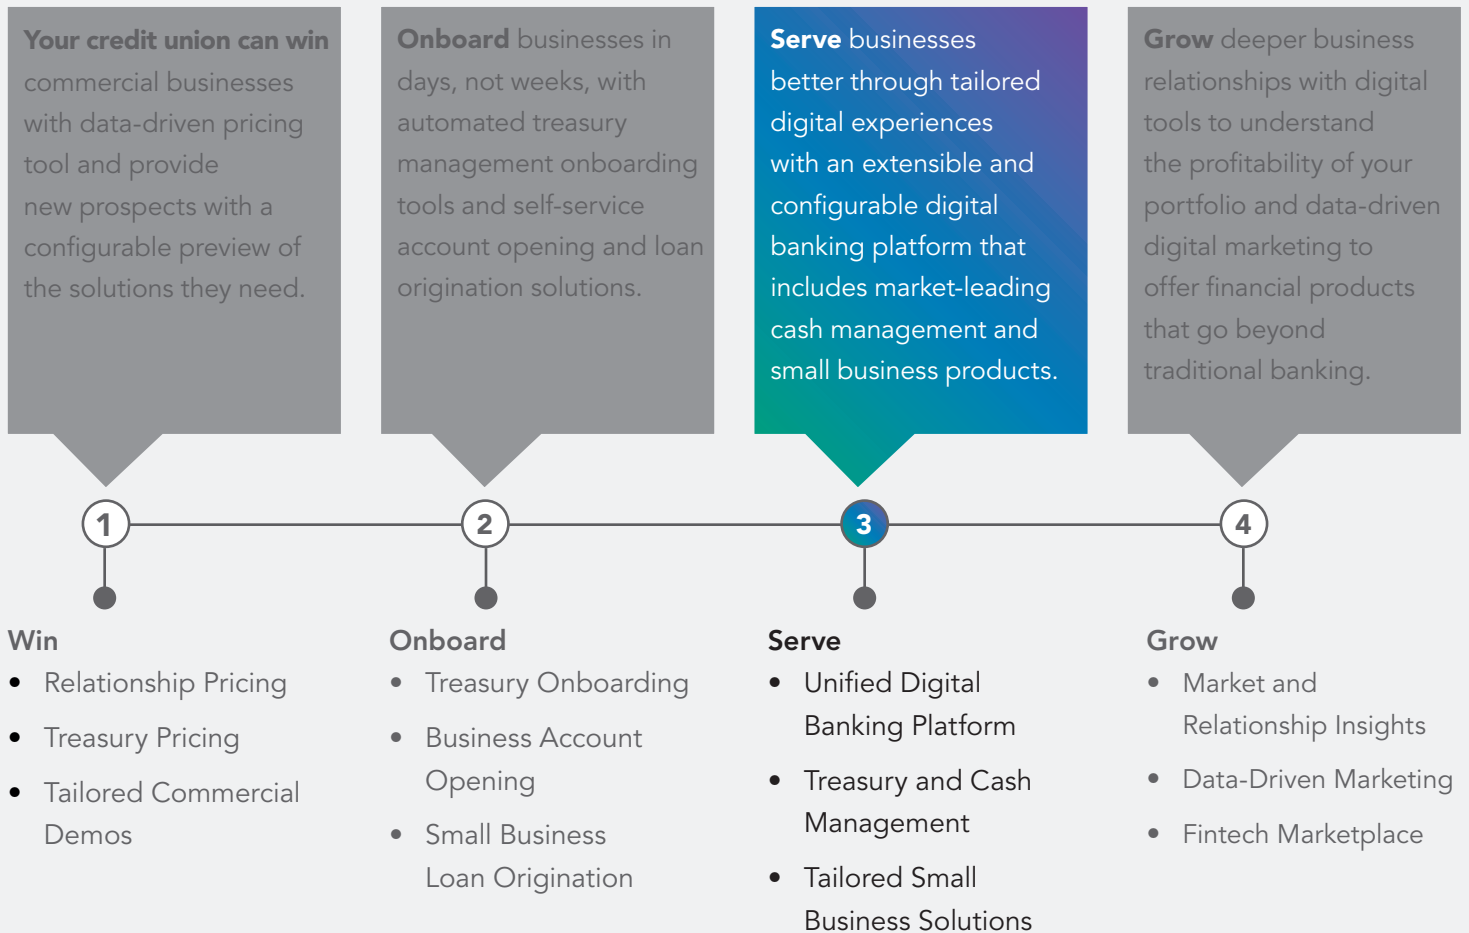 Your credit union can win
commercial businesses
with data-driven pricing
tool and provide
new prospects with a
configurable preview of
the solutions they need.
Onboard businesses in
days, not weeks, with
automated treasury
management onboarding
tools and self-service
account opening and loan
origination solutions.
Serve businesses
better through tailored
digital experiences
with an extensible and
configurable digital
banking platform that
includes market-leading
cash management and
small business products.
Grow deeper business
relationships with digital
tools to understand
the profitability of your
portfolio and data-driven
digital marketing to
offer financial products
that go beyond
traditional banking.
1
2
3
4
Win
• Relationship Pricing
• Treasury Pricing
• Tailored Commercial
Demos
Onboard
• Treasury Onboarding
• Business Account
Opening
• Small Business
Loan Origination
Serve
• Unified Digital
Banking Platform
• Treasury and Cash
Management
• Tailored Small
Business Solutions
Grow
• Market and
Relationship Insights
• Data-Driven Marketing
• Fintech Marketplace